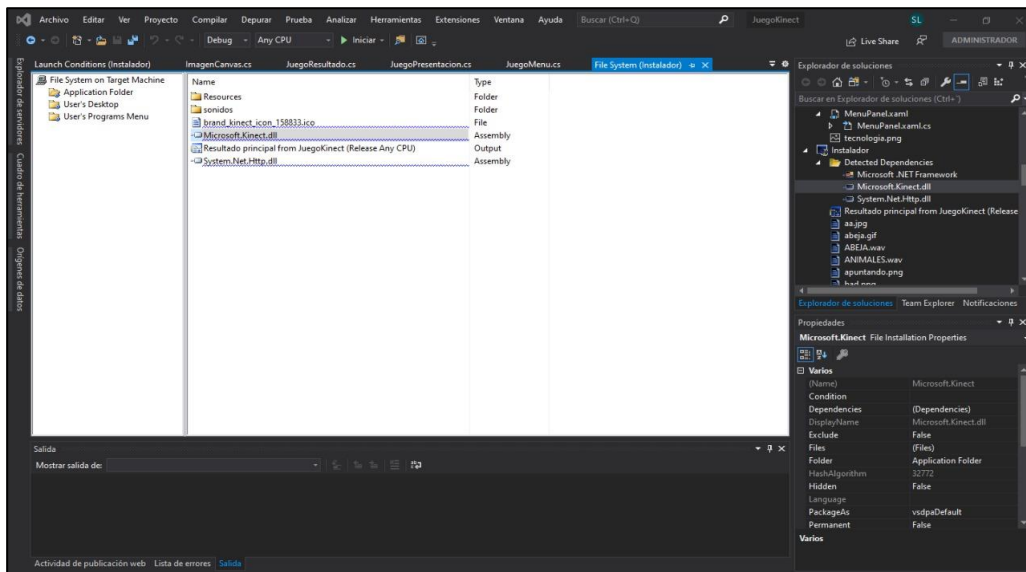 Archivo Editar Ver Proyecto Compilar Depurar Prueba Analizar Herramientas Extensiones Ventana Ayuda Buscar (Ctrl+Q) JuegoKinect SL
Debug Any CPU Iniciar Live Share ADMINISTRADOR
Launch Conditions (Instalador) ImagenCanvas.cs JuegoResultado.cs JuegoPresentacion.cs JuegoMenu.cs File System (Instalador)
Explorador de servidores
Cuadro de herramientas
Orígenes de datos
File System on Target Machine
Application Folder
User's Desktop
User's Programs Menu
Name Type
Resources Folder
sonidos Folder
brand_kinect_icon_158833.ico File
Microsoft.Kinect.dll Assembly
Resultado principal from JuegoKinect (Release Any CPU) Output
System.Net.Http.dll Assembly
Explorador de soluciones
Buscar en Explorador de soluciones (Ctrl+´)
MenuPanel.xaml
MenuPanel.xaml.cs
tecnologia.png
Instalador
Detected Dependencies
Microsoft .NET Framework
Microsoft.Kinect.dll
System.Net.Http.dll
Resultado principal from JuegoKinect (Release
aa.jpg
abeja.gif
ABEJA.wav
ANIMALES.wav
apuntando.png
bad.png
Explorador de soluciones Team Explorer Notificaciones
Propiedades
Microsoft.Kinect File Installation Properties
Varios
(Name) Microsoft.Kinect
Condition
Dependencies (Dependencies)
DisplayName Microsoft.Kinect.dll
Exclude False
Files (Files)
Folder Application Folder
HashAlgorithm 32772
Hidden False
Language
PackageAs vsdpaDefault
Permanent False
Varios
Salida
Mostrar salida de:
Actividad de publicación web Lista de errores Salida